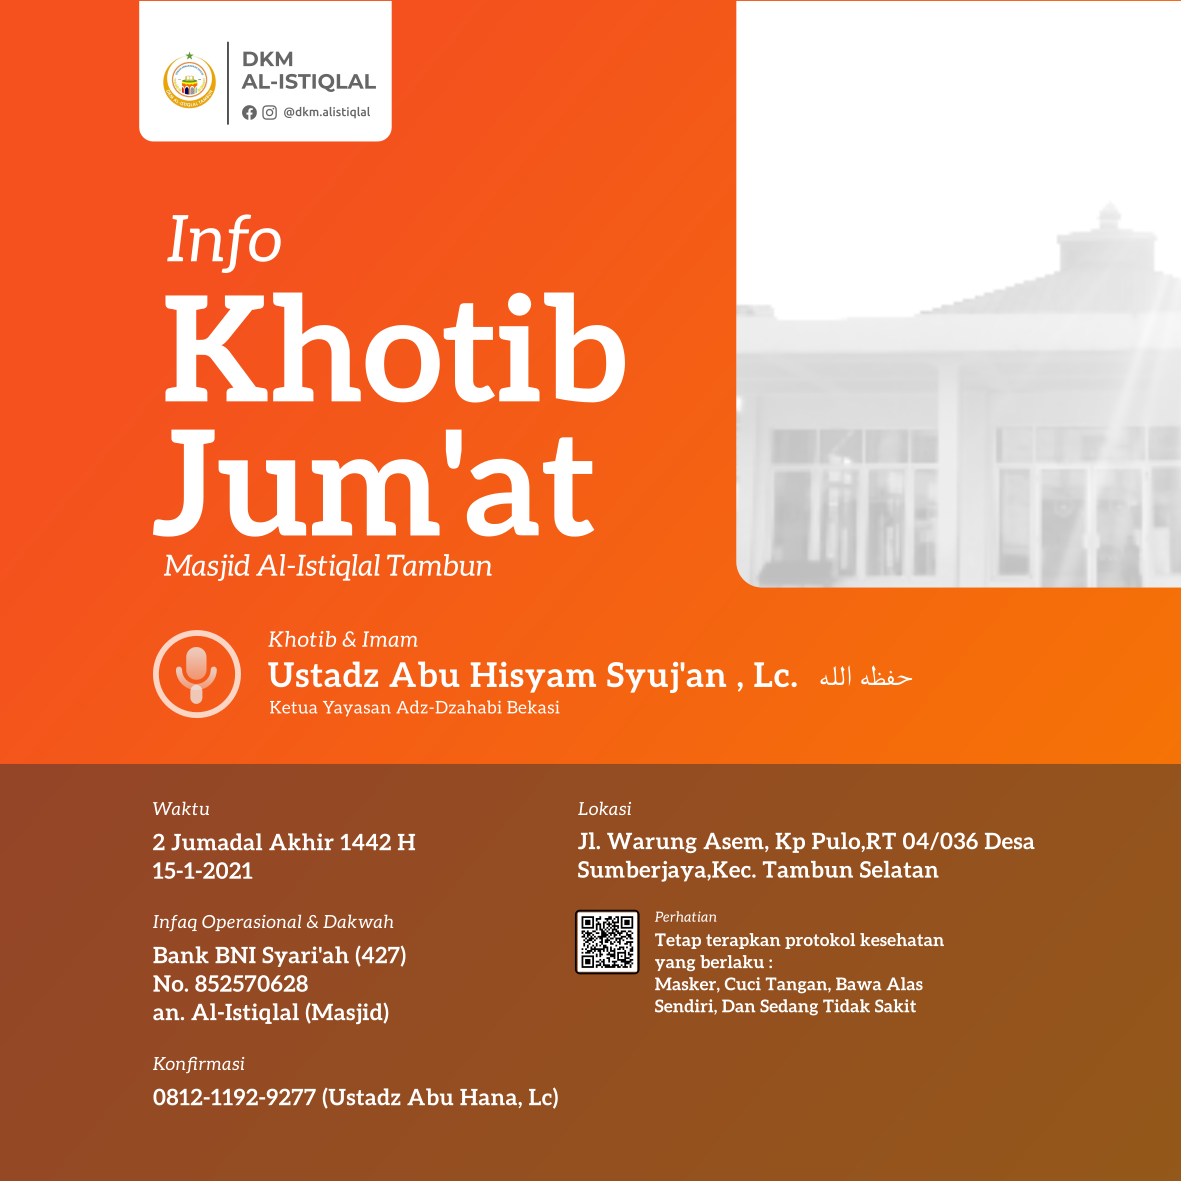 DKM
AL-ISTIQLAL
@dkm.alistiqlal
Info
Khotib
Jum'at
Masjid Al-Istiqlal Tambun
Khotib & Imam
Ustadz Abu Hisyam Syuj'an , Lc. حفظه الله
Ketua Yayasan Adz-Dzahabi Bekasi
Waktu
2 Jumadal Akhir 1442 H
15-1-2021
Infaq Operasional & Dakwah
Bank BNI Syari'ah (427)
No. 852570628
an. Al-Istiqlal (Masjid)
Konfirmasi
0812-1192-9277 (Ustadz Abu Hana, Lc)
Lokasi
Jl. Warung Asem, Kp Pulo,RT 04/036 Desa
Sumberjaya,Kec. Tambun Selatan
Perhatian
Tetap terapkan protokol kesehatan
yang berlaku :
Masker, Cuci Tangan, Bawa Alas
Sendiri, Dan Sedang Tidak Sakit